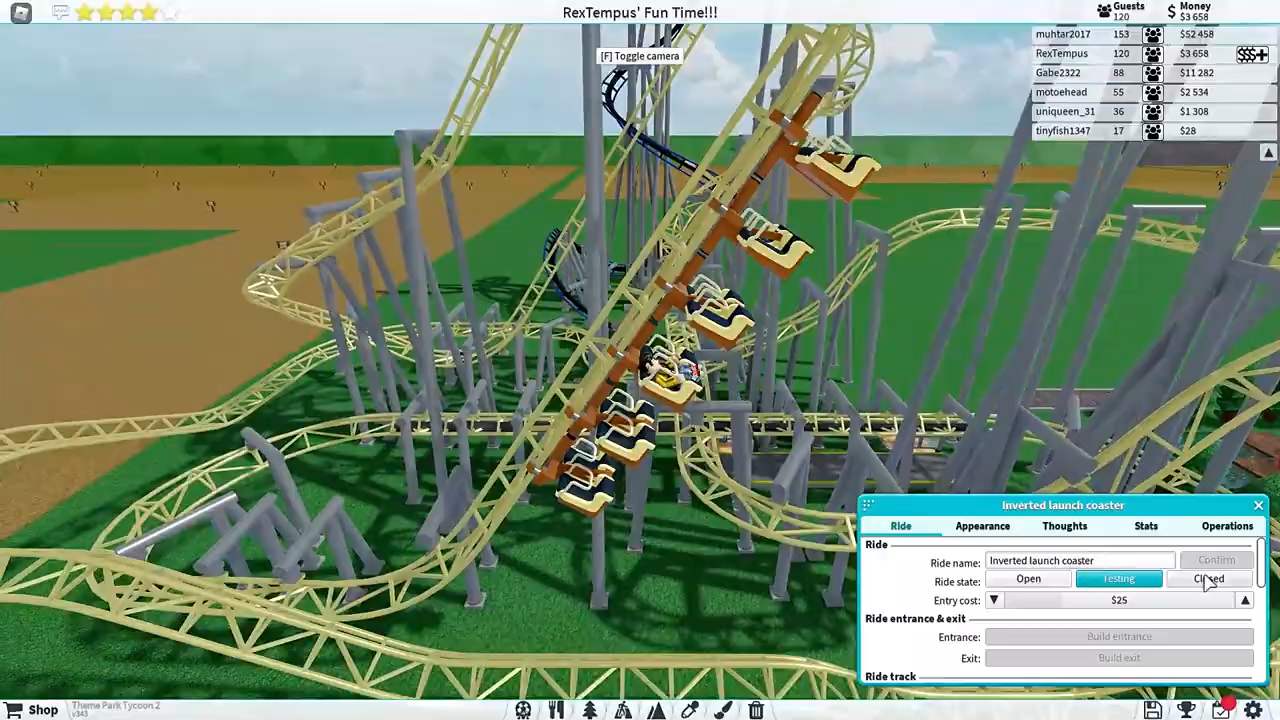 RexTempus' Fun Time!!!
Guests
120
Money
$3 658
[F] Toggle camera
muhtar2017 153 $52 458
RexTempus 120 $3 658 $$$+
Gabe2322 88 $11 282
motoehead 55 $2 534
uniqueen_31 36 $1 308
tinyfish1347 17 $28
Inverted launch coaster
Ride Appearance Thoughts Stats Operations
Ride
Ride name: Inverted launch coaster Confirm
Ride state: Open Testing Closed
Entry cost: $25
Ride entrance & exit
Entrance: Build entrance
Exit: Build exit
Ride track
Shop
Theme Park Tycoon 2
v343